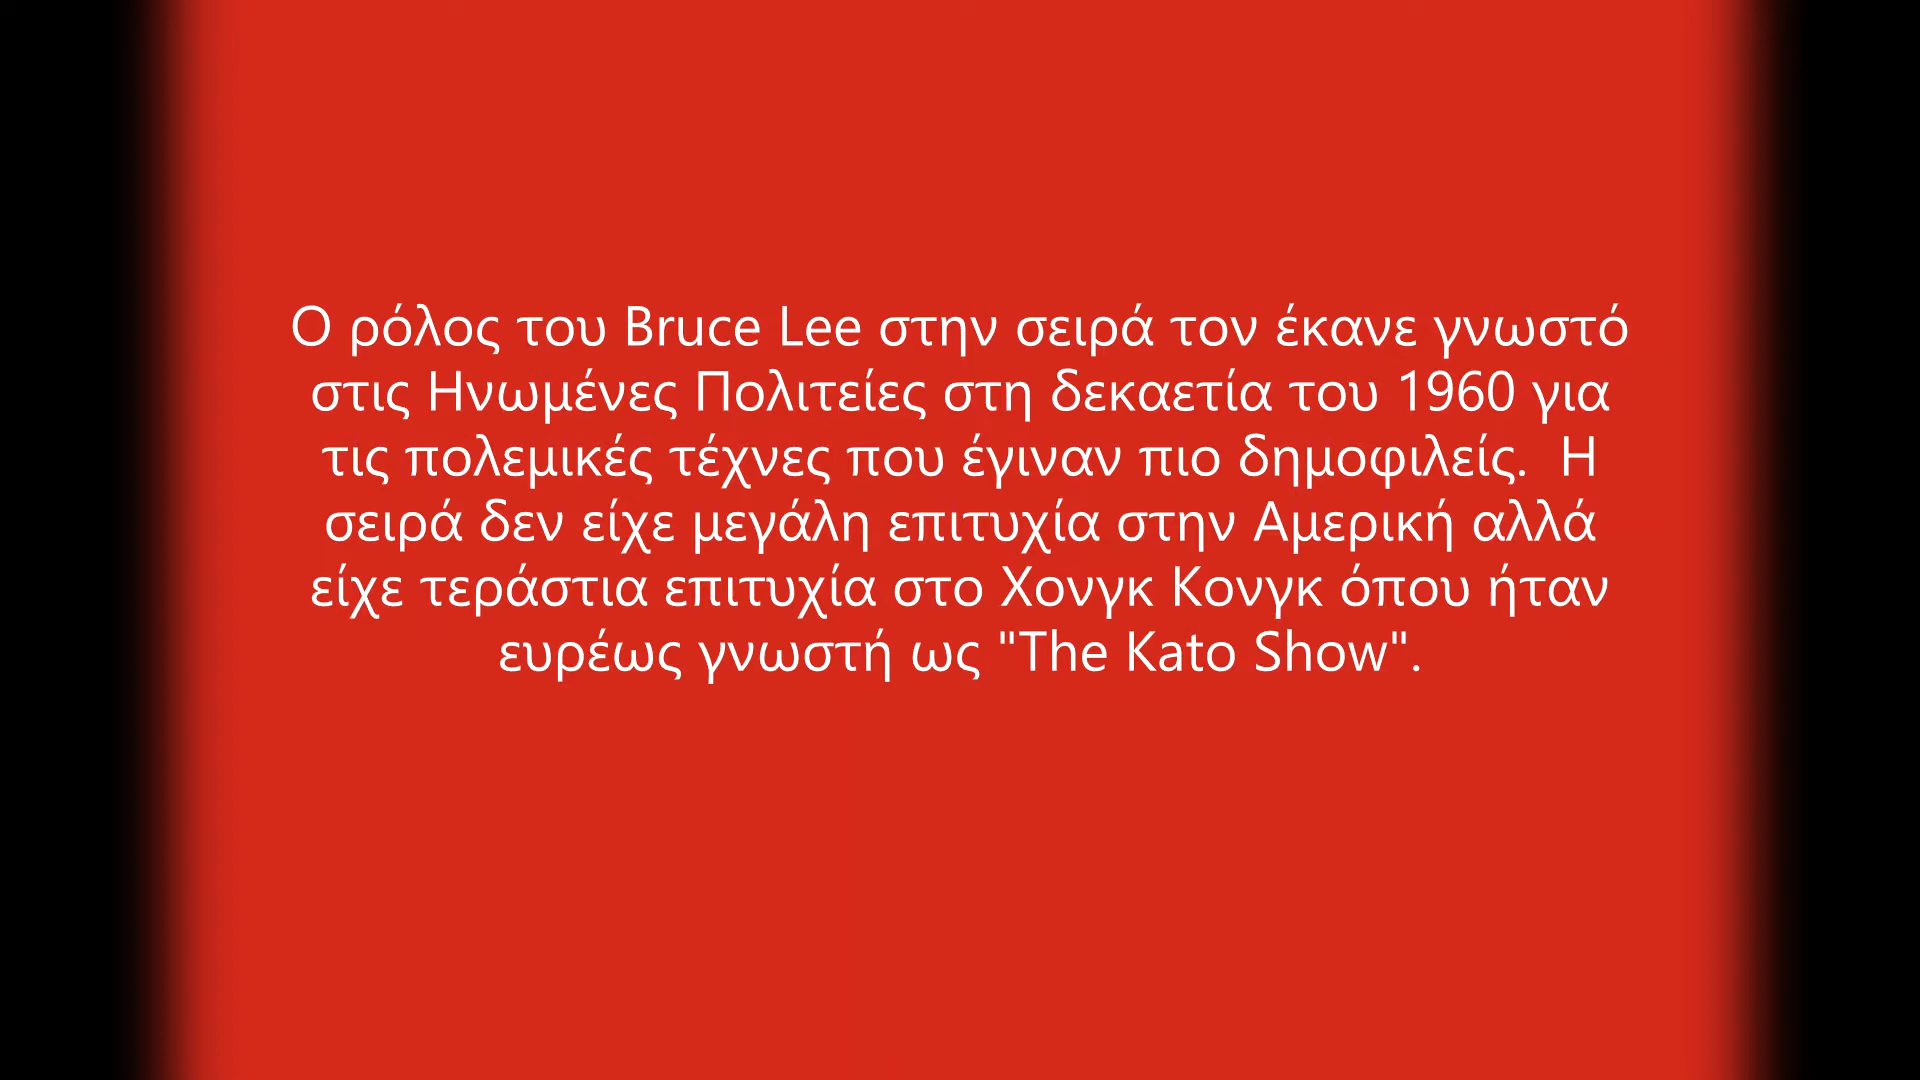 Ο ρόλος του Bruce Lee στην σειρά τον έκανε γνωστό
στις Ηνωμένες Πολιτείες στη δεκαετία του 1960 για
τις πολεμικές τέχνες που έγιναν πιο δημοφιλείς.  Η
σειρά δεν είχε μεγάλη επιτυχία στην Αμερική αλλά
είχε τεράστια επιτυχία στο Χονγκ Κονγκ όπου ήταν
ευρέως γνωστή ως "The Kato Show".